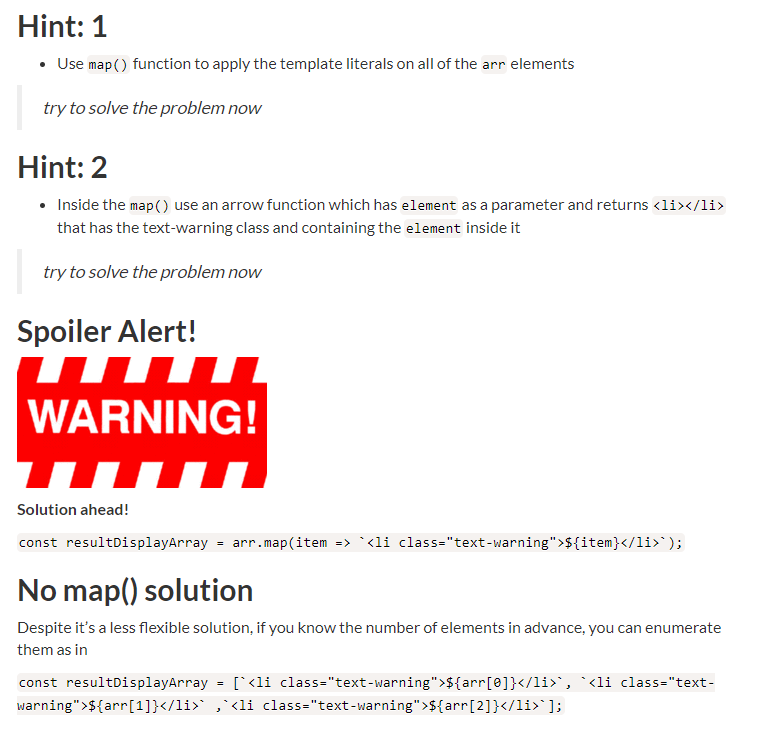 Hint: 1
• Use map() function to apply the template literals on all of the arr elements
try to solve the problem now
Hint: 2
• Inside the map() use an arrow function which has element as a parameter and returns <li></li>
that has the text-warning class and containing the element inside it
try to solve the problem now
Spoiler Alert!
WARNING!
Solution ahead!
const resultDisplayArray = arr.map(item => `<li class="text-warning">${item}</li>`);
No map() solution
Despite it’s a less flexible solution, if you know the number of elements in advance, you can enumerate
them as in
const resultDisplayArray = [`<li class="text-warning">${arr[0]}</li>`, `<li class="text-
warning">${arr[1]}</li>` ,`<li class="text-warning">${arr[2]}</li>`];